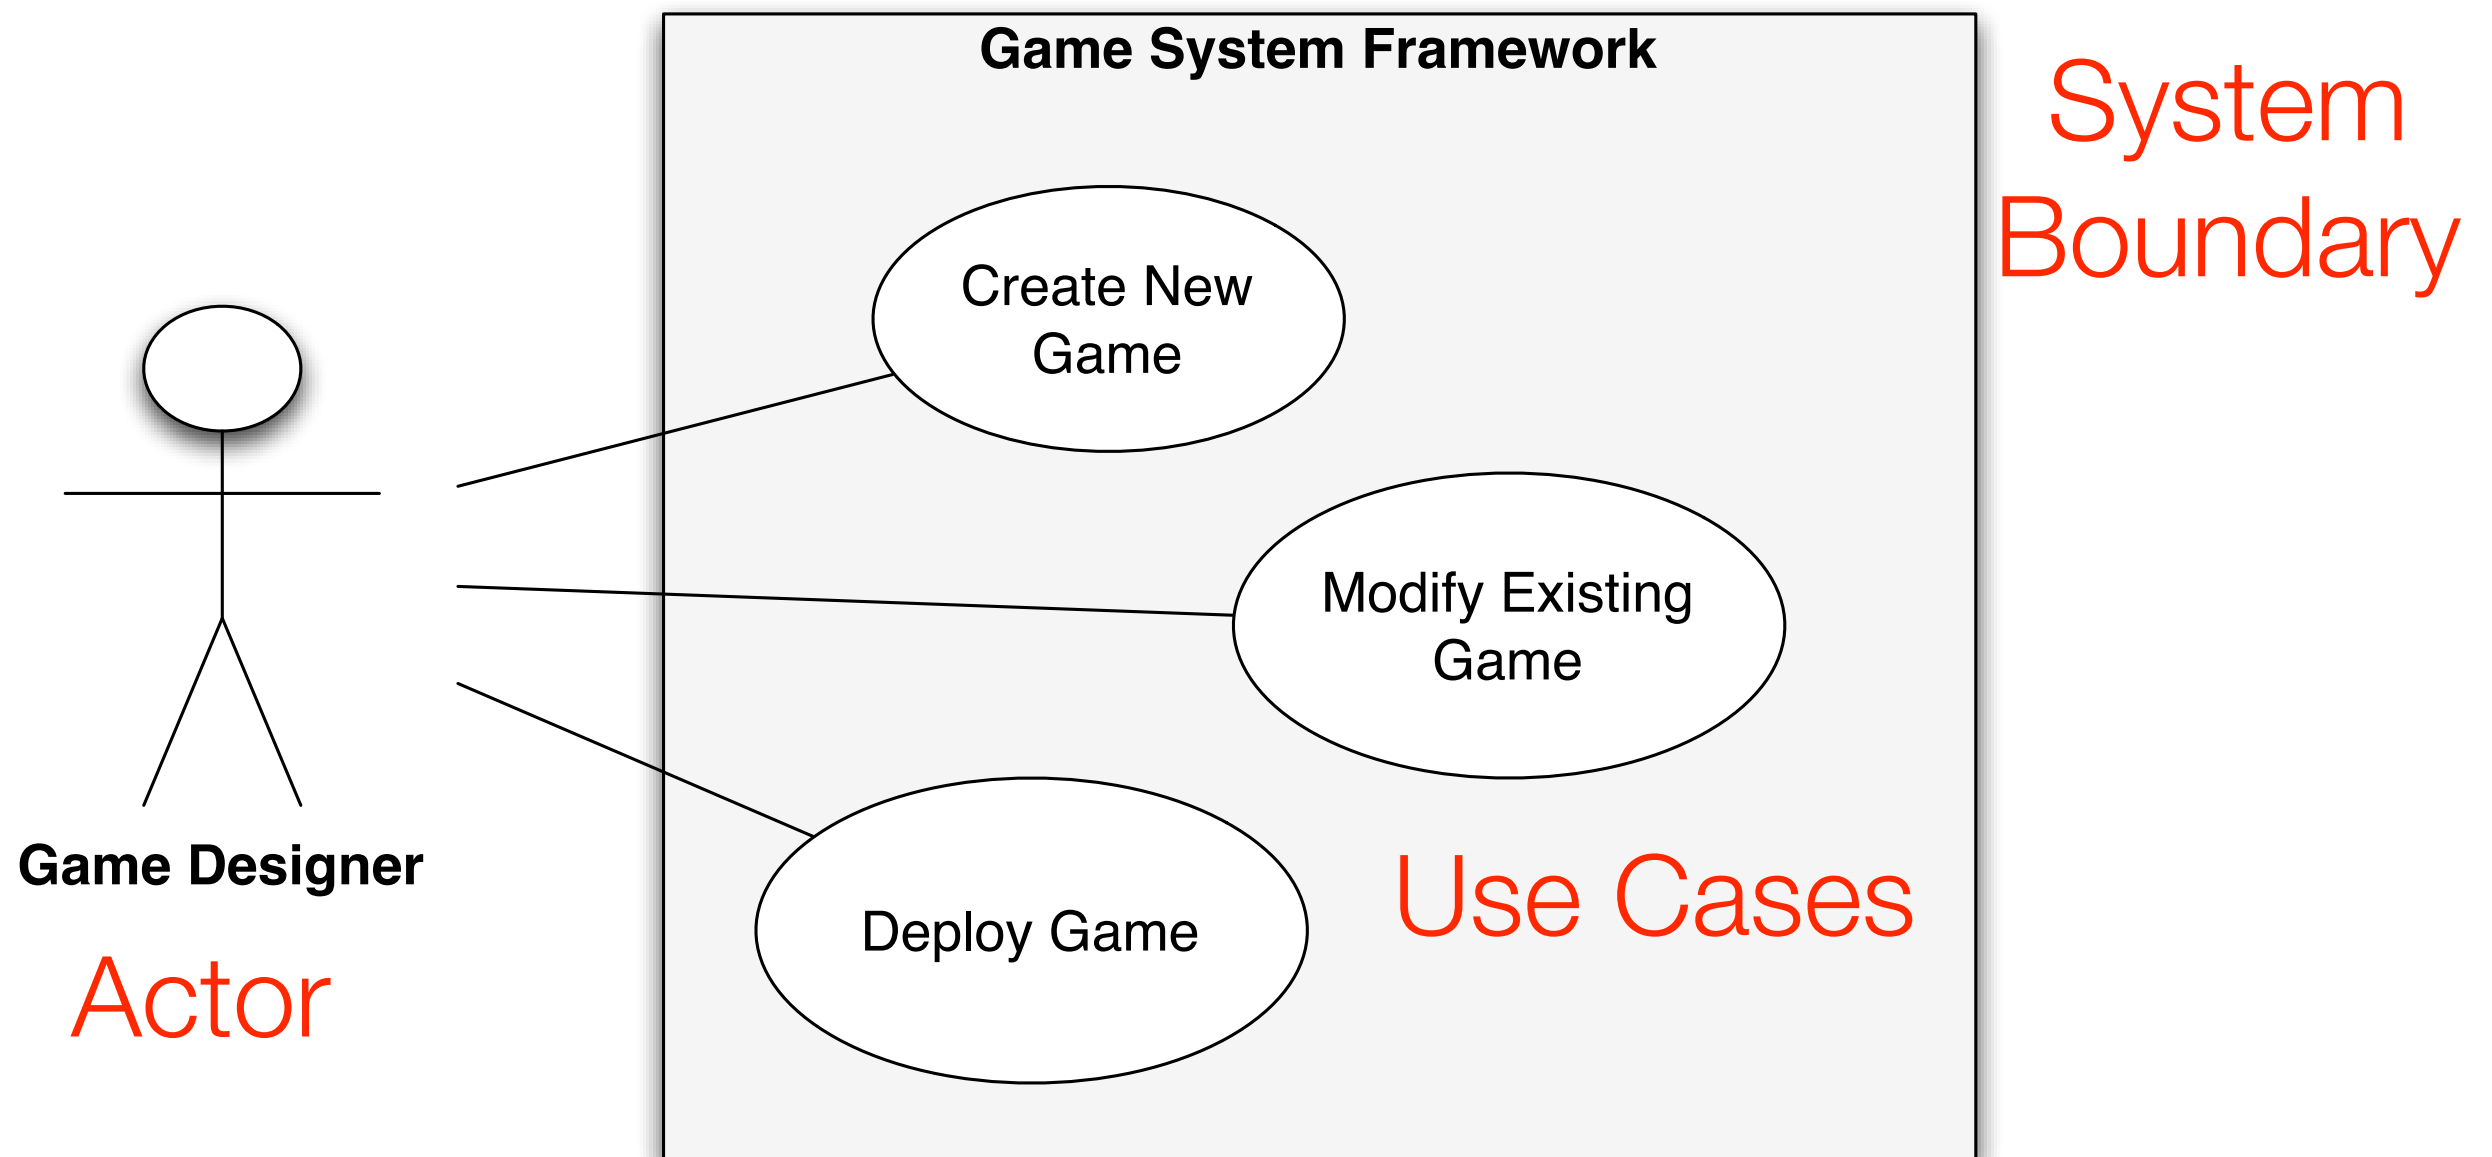 Game System Framework
System
Boundary
Create New
Game
Modify Existing
Game
Game Designer
Use Cases
Deploy Game
Actor